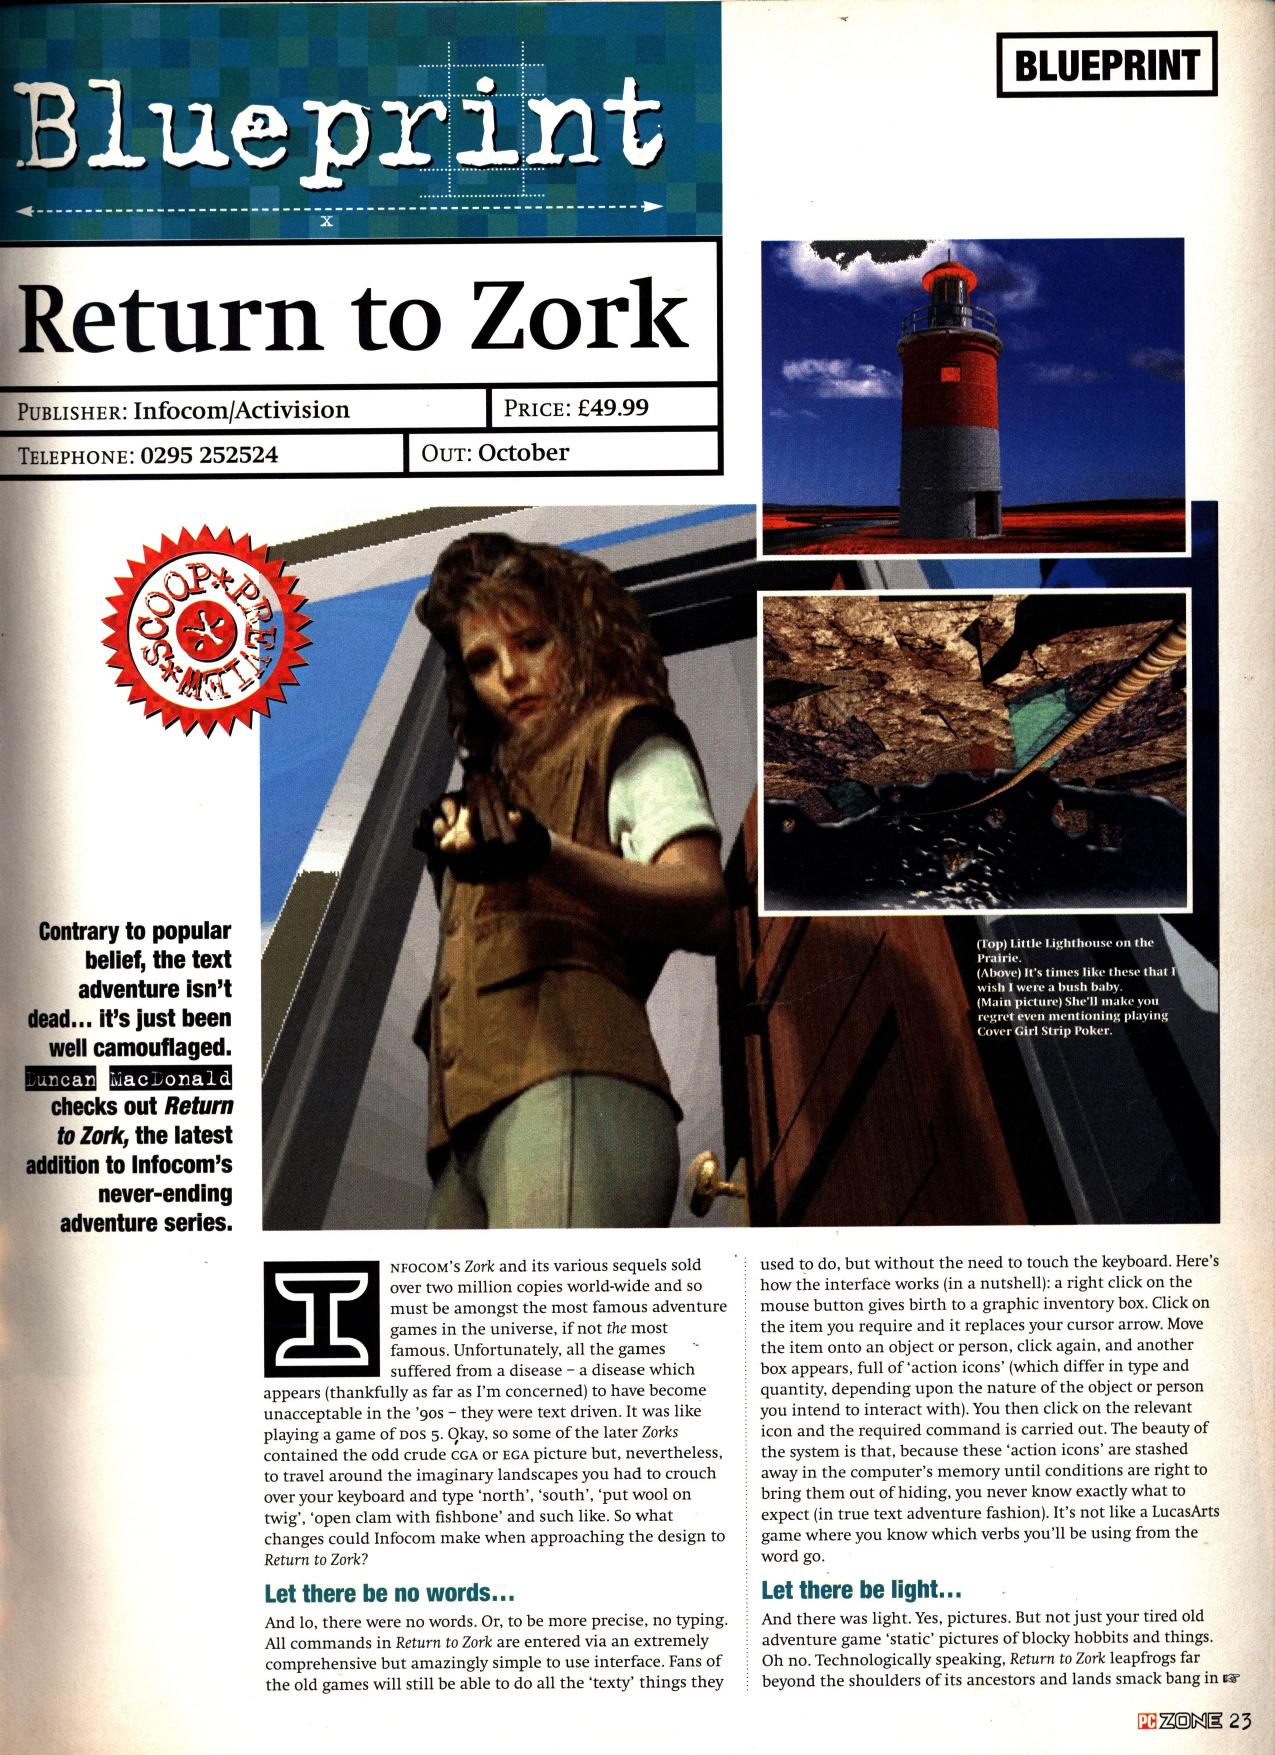 Blueprint
x
BLUEPRINT
Return to Zork
PUBLISHER: Infocom/Activision
PRICE: £49.99
TELEPHONE: 0295 252524
OUT: October
SCOOP*PREVIEW*
Contrary to popular
belief, the text
adventure isn't
dead... it's just been
well camouflaged.
Duncan MacDonald
checks out Return
to Zork, the latest
addition to Infocom's
never-ending
adventure series.
(Top) Little Lighthouse on the
Prairie.
(Above) It's times like these that I
wish I were a bush baby.
(Main picture) She'll make you
regret even mentioning playing
Cover Girl Strip Poker.
INFOCOM'S Zork and its various sequels sold
over two million copies world-wide and so
must be amongst the most famous adventure
games in the universe, if not the most
famous. Unfortunately, all the games
suffered from a disease – a disease which
appears (thankfully as far as I'm concerned) to have become
unacceptable in the '90s – they were text driven. It was like
playing a game of DOS 5. Okay, so some of the later Zorks
contained the odd crude CGA or EGA picture but, nevertheless,
to travel around the imaginary landscapes you had to crouch
over your keyboard and type 'north', 'south', 'put wool on
twig', 'open clam with fishbone' and such like. So what
changes could Infocom make when approaching the design to
Return to Zork?
Let there be no words...
And lo, there were no words. Or, to be more precise, no typing.
All commands in Return to Zork are entered via an extremely
comprehensive but amazingly simple to use interface. Fans of
the old games will still be able to do all the 'texty' things they
used to do, but without the need to touch the keyboard. Here's
how the interface works (in a nutshell): a right click on the
mouse button gives birth to a graphic inventory box. Click on
the item you require and it replaces your cursor arrow. Move
the item onto an object or person, click again, and another
box appears, full of 'action icons' (which differ in type and
quantity, depending upon the nature of the object or person
you intend to interact with). You then click on the relevant
icon and the required command is carried out. The beauty of
the system is that, because these 'action icons' are stashed
away in the computer's memory until conditions are right to
bring them out of hiding, you never know exactly what to
expect (in true text adventure fashion). It's not like a LucasArts
game where you know which verbs you'll be using from the
word go.
Let there be light...
And there was light. Yes, pictures. But not just your tired old
adventure game 'static' pictures of blocky hobbits and things.
Oh no. Technologically speaking, Return to Zork leapfrogs far
beyond the shoulders of its ancestors and lands smack bang in ☞
PC ZONE 23